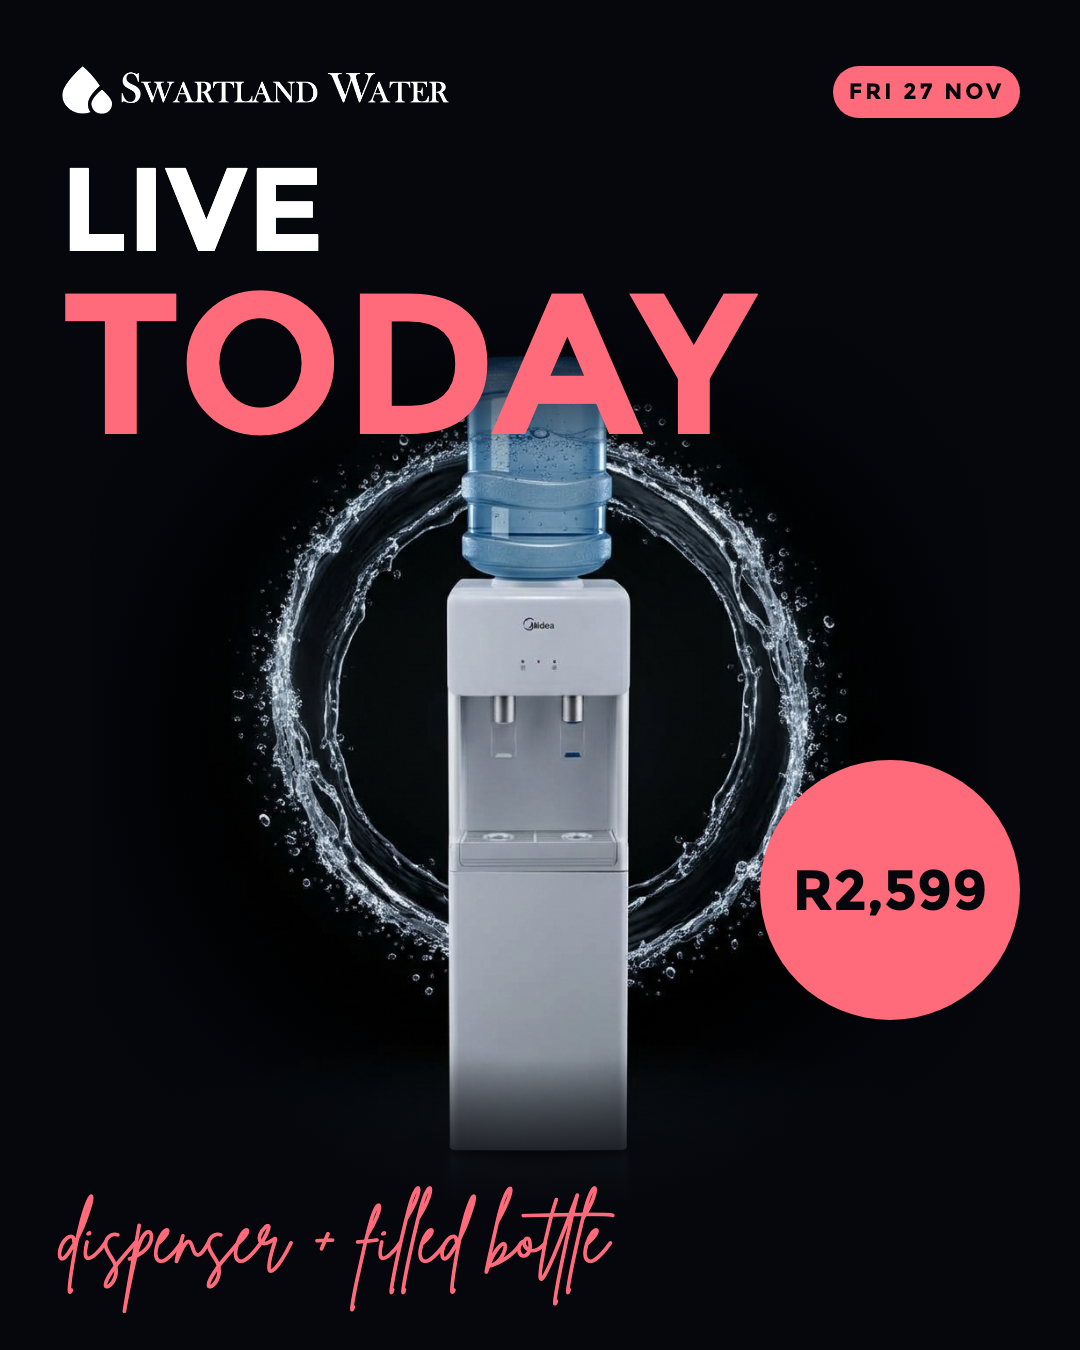 Swartland Water
FRI 27 NOV
LIVE
TODAY
Midea
R2,599
dispenser + filled bottle